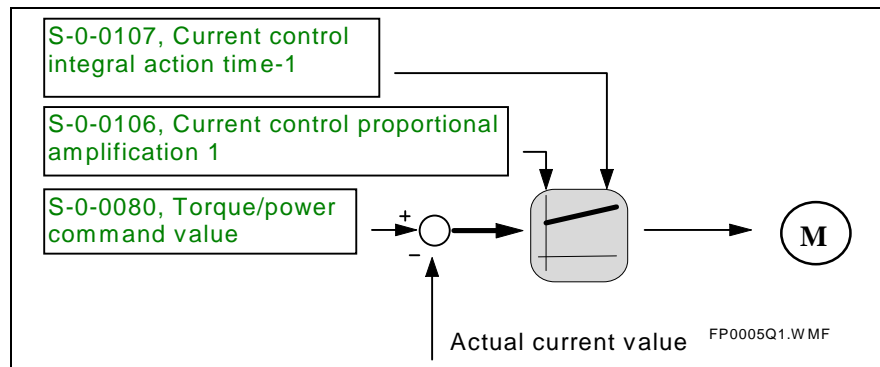 S-0-0107, Current control
integral action time-1
S-0-0106, Current control proportional
amplification 1
S-0-0080, Torque/power
command value
+
−
M
Actual current value
FP0005Q1.WMF